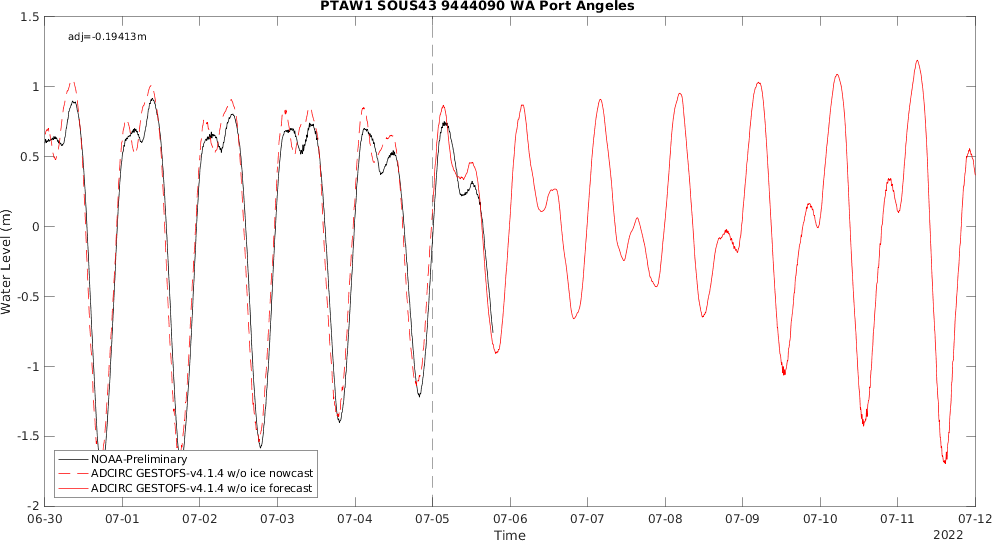 PTAW1 SOUS43 9444090 WA Port Angeles
adj=-0.19413m
1.5
1
0.5
0
-0.5
-1
-1.5
-2
Water Level (m)
NOAA-Preliminary
ADCIRC GESTOFS-v4.1.4 w/o ice nowcast
ADCIRC GESTOFS-v4.1.4 w/o ice forecast
06-30 07-01 07-02 07-03 07-04 07-05 07-06 07-07 07-08 07-09 07-10 07-11 07-12
Time
2022